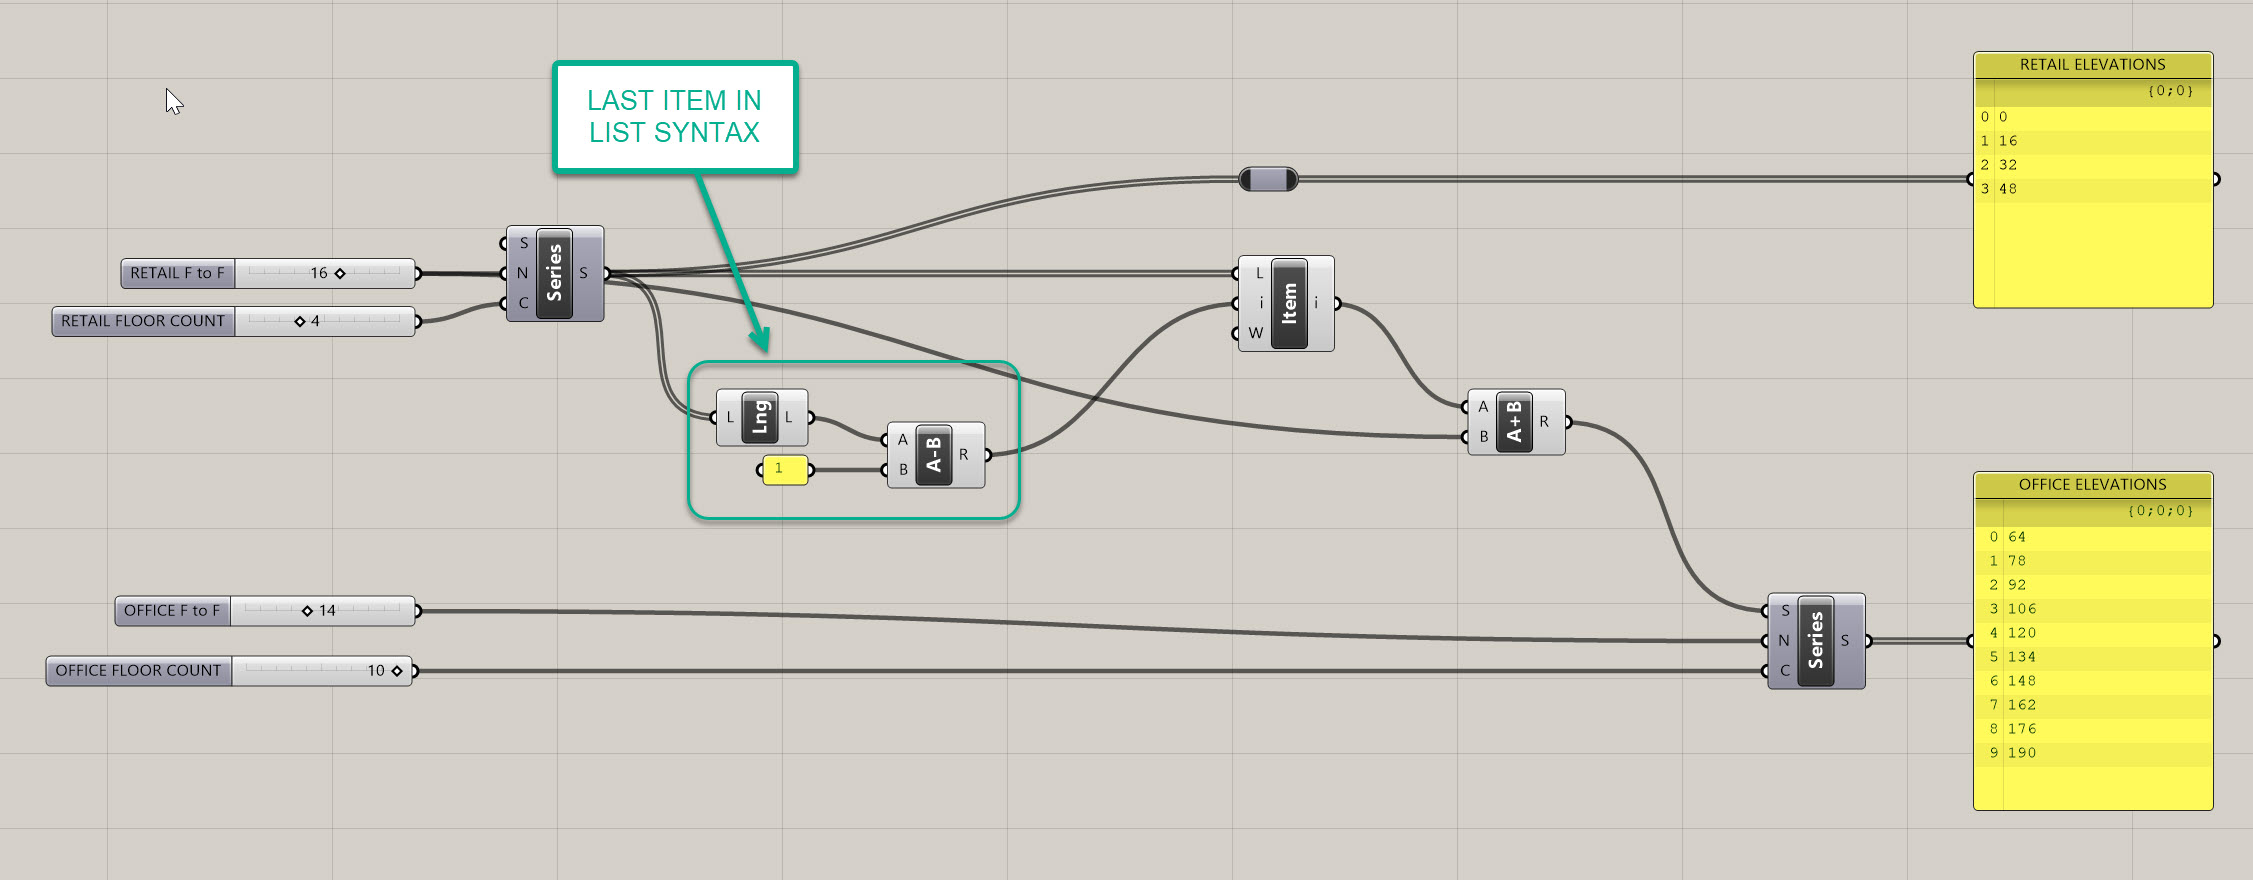 LAST ITEM IN
LIST SYNTAX
RETAIL F to F
16
RETAIL FLOOR COUNT
4
S
N
C
Series
S
L
Lng
L
1
A
B
A-B
R
L
i
W
Item
i
A
B
A+B
R
RETAIL ELEVATIONS
{0;0}
0 0
1 16
2 32
3 48
OFFICE F to F
14
OFFICE FLOOR COUNT
10
S
N
C
Series
S
OFFICE ELEVATIONS
{0;0;0}
0 64
1 78
2 92
3 106
4 120
5 134
6 148
7 162
8 176
9 190